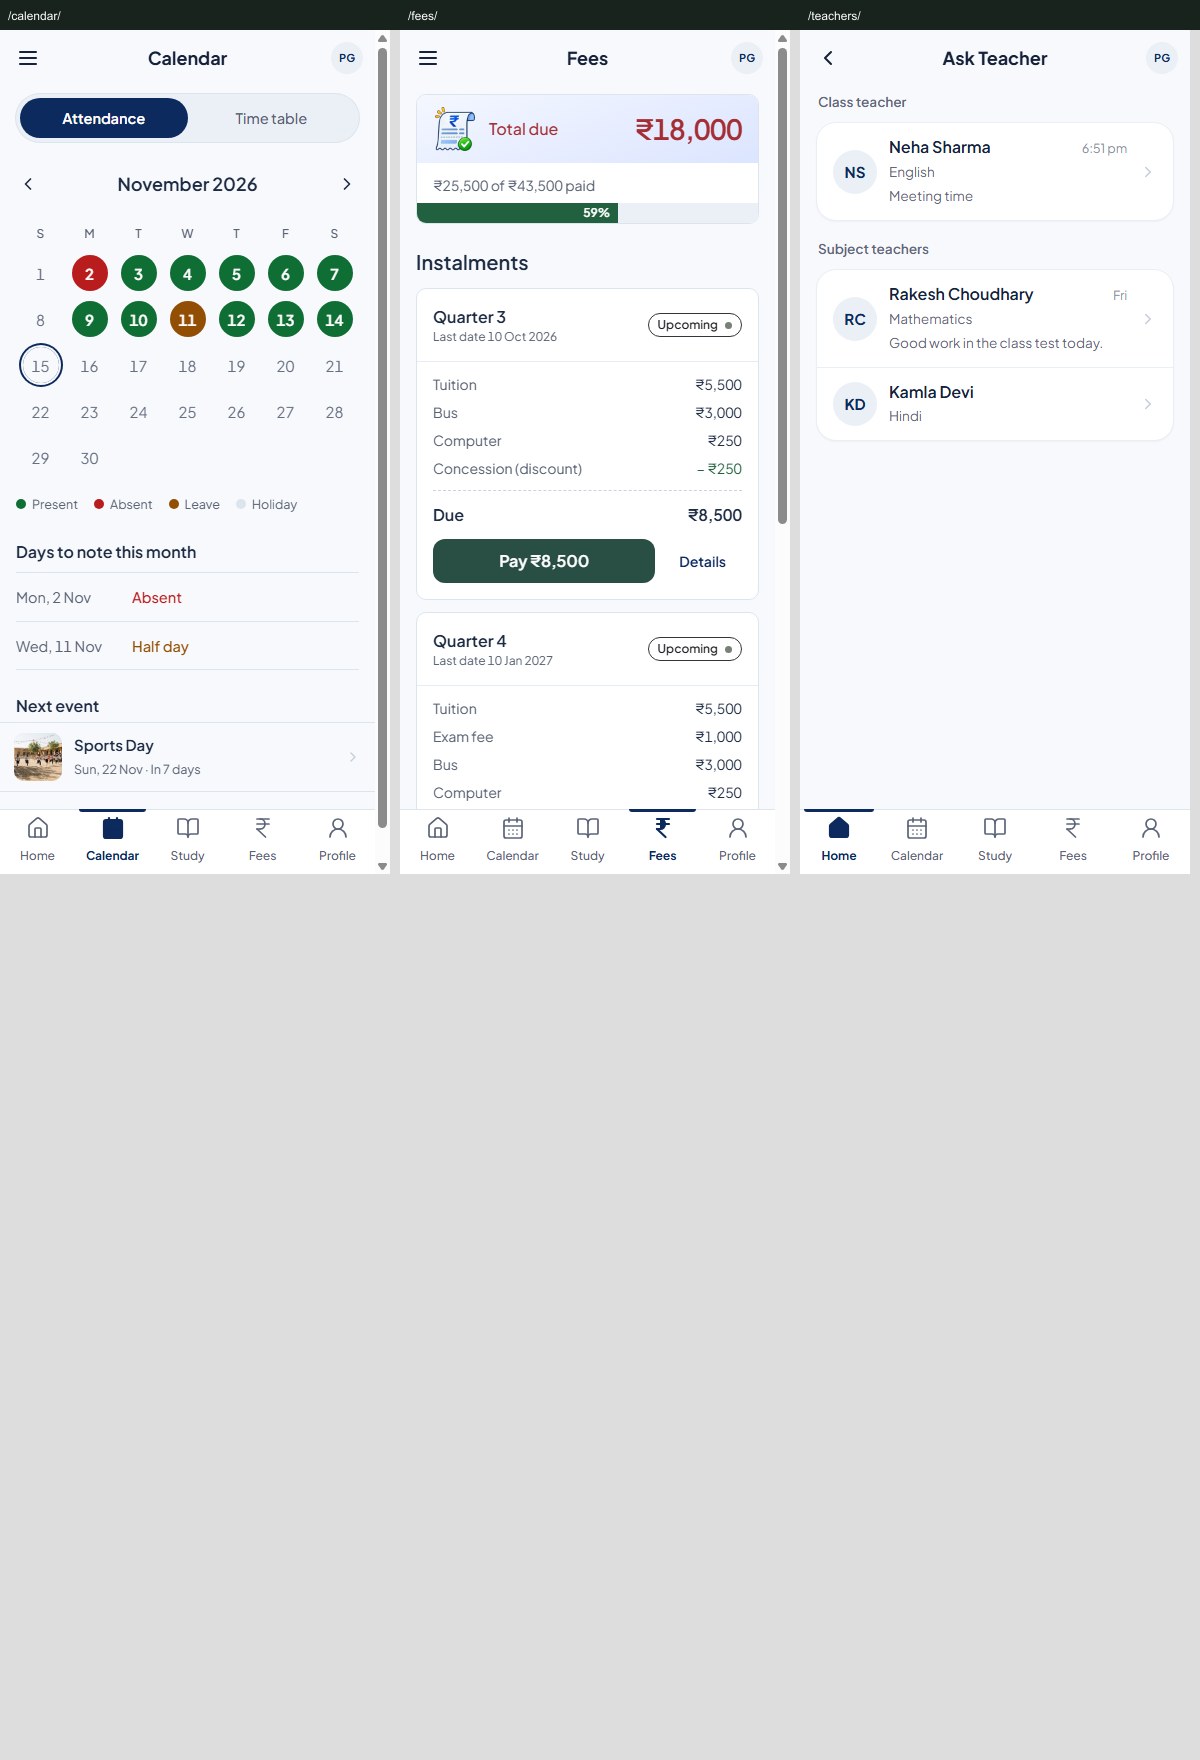 /calendar/
Calendar
PG
Attendance
Time table
November 2026
S M T W T F S
1 2 3 4 5 6 7
8 9 10 11 12 13 14
15 16 17 18 19 20 21
22 23 24 25 26 27 28
29 30
Present Absent Leave Holiday
Days to note this month
Mon, 2 Nov Absent
Wed, 11 Nov Half day
Next event
Sports Day
Sun, 22 Nov · In 7 days
Home Calendar Study Fees Profile
/fees/
Fees
PG
Total due ₹18,000
₹25,500 of ₹43,500 paid
59%
Instalments
Quarter 3
Last date 10 Oct 2026
Upcoming
Tuition ₹5,500
Bus ₹3,000
Computer ₹250
Concession (discount) – ₹250
Due ₹8,500
Pay ₹8,500
Details
Quarter 4
Last date 10 Jan 2027
Upcoming
Tuition ₹5,500
Exam fee ₹1,000
Bus ₹3,000
Computer ₹250
Home Calendar Study Fees Profile
/teachers/
Ask Teacher
PG
Class teacher
NS
Neha Sharma
6:51 pm
English
Meeting time
Subject teachers
RC
Rakesh Choudhary
Fri
Mathematics
Good work in the class test today.
KD
Kamla Devi
Hindi
Home Calendar Study Fees Profile